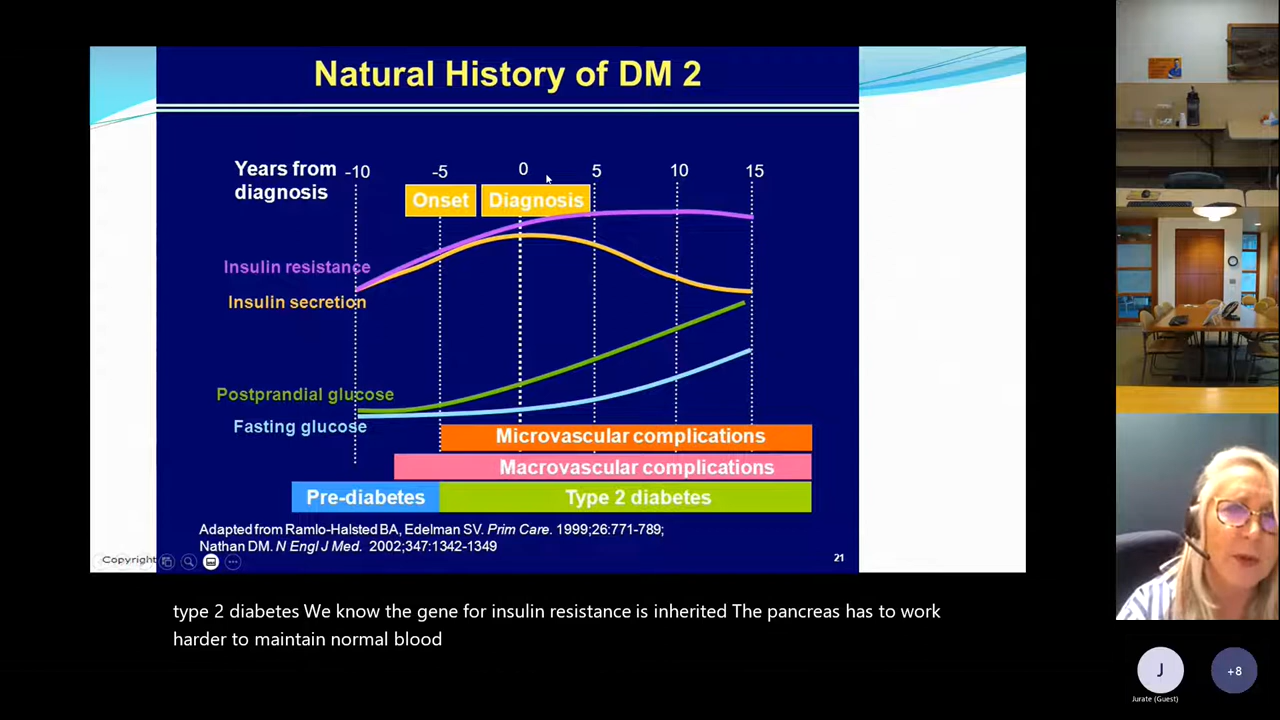 Natural History of DM 2
Years from
diagnosis
-10
-5
0
5
10
15
Onset
Diagnosis
Insulin resistance
Insulin secretion
Postprandial glucose
Fasting glucose
Microvascular complications
Macrovascular complications
Pre-diabetes
Type 2 diabetes
Adapted from Ramlo-Halsted BA, Edelman SV. Prim Care. 1999;26:771-789;
Nathan DM. N Engl J Med. 2002;347:1342-1349
Copyright
21
type 2 diabetes We know the gene for insulin resistance is inherited The pancreas has to work
harder to maintain normal blood
J
+8
Jurate (Guest)